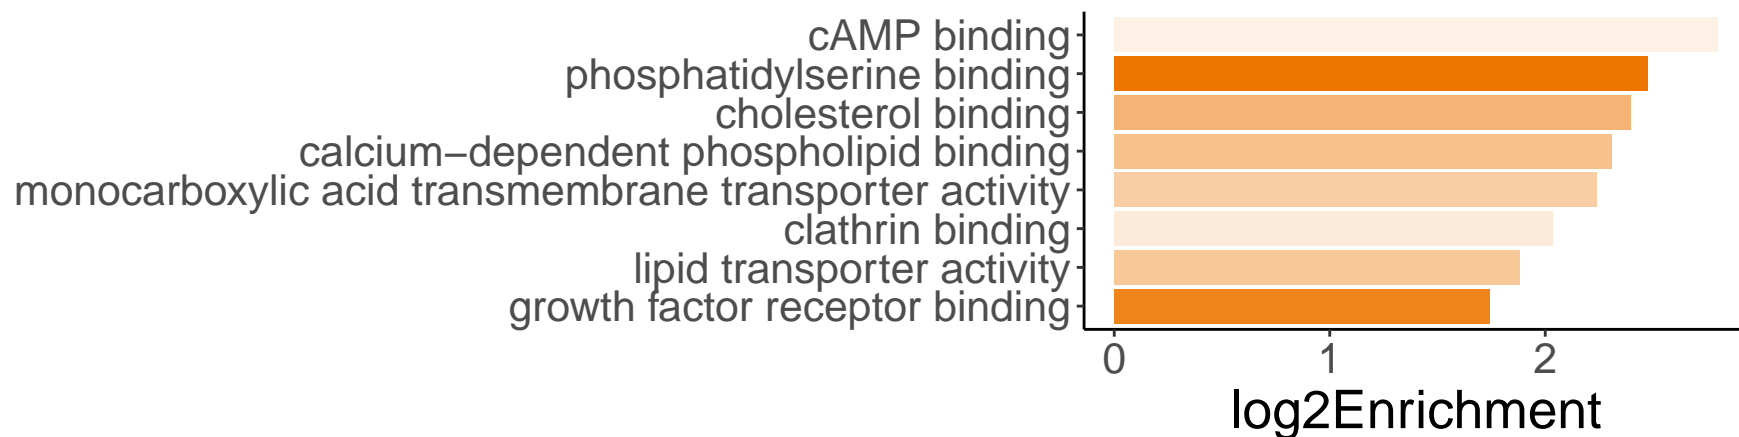 cAMP binding
phosphatidylserine binding
cholesterol binding
calcium−dependent phospholipid binding
monocarboxylic acid transmembrane transporter activity
clathrin binding
lipid transporter activity
growth factor receptor binding
0 1 2
log2Enrichment